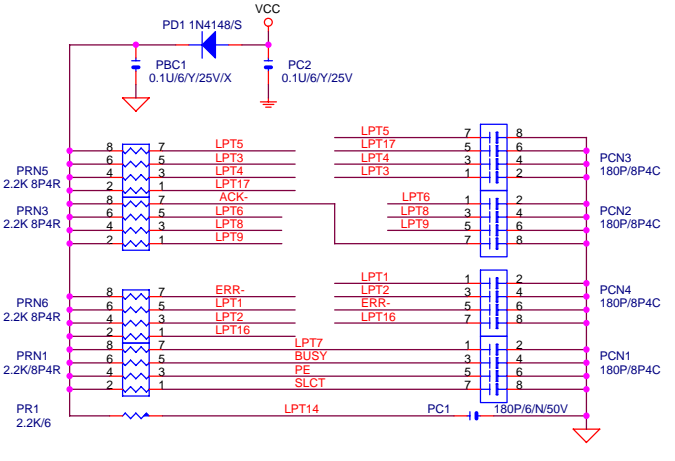 VCC
PD1 1N4148/S
PBC1
0.1U/6/Y/25V/X
PC2
0.1U/6/Y/25V
PRN5
2.2K 8P4R
8 7 LPT5
6 5 LPT3
4 3 LPT4
2 1 LPT17
PRN3
2.2K 8P4R
8 7 ACK-
6 5 LPT6
4 3 LPT8
2 1 LPT9
LPT5 7 8
LPT17 5 6
LPT4 3 4
LPT3 1 2
PCN3
180P/8P4C
LPT6 1 2
LPT8 3 4
LPT9 5 6
7 8
PCN2
180P/8P4C
PRN6
2.2K 8P4R
8 7 ERR-
6 5 LPT1
4 3 LPT2
2 1 LPT16
LPT1 1 2
LPT2 3 4
ERR- 5 6
LPT16 7 8
PCN4
180P/8P4C
PRN1
2.2K/8P4R
8 7 LPT7 1 2
6 5 BUSY 3 4
4 3 PE 5 6
2 1 SLCT 7 8
PCN1
180P/8P4C
PR1
2.2K/6
LPT14
PC1
180P/6/N/50V